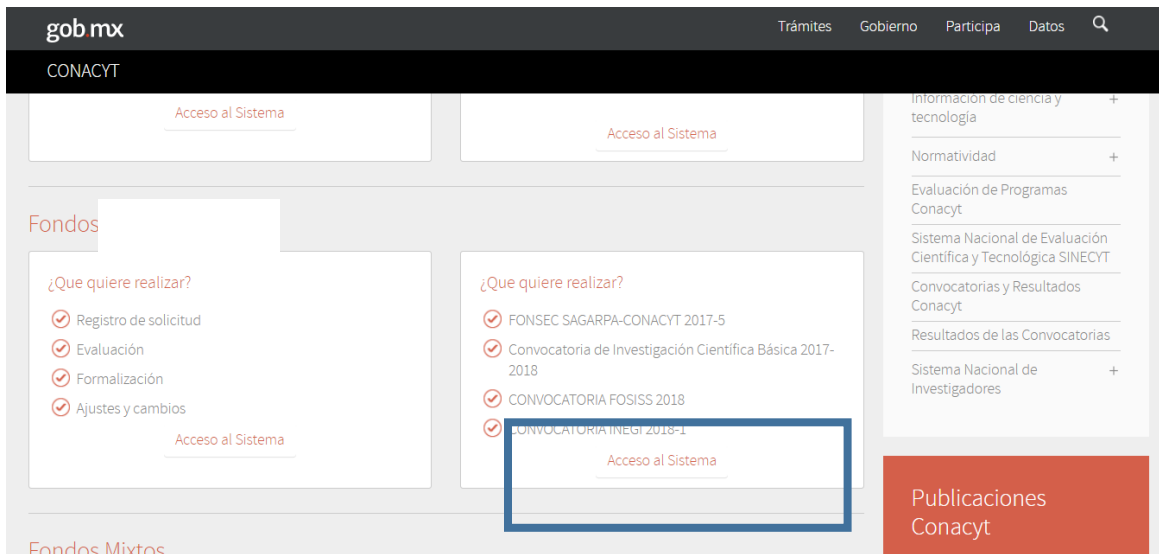 gob.mx
Trámites Gobierno Participa Datos
CONACYT
Acceso al Sistema
Acceso al Sistema
Fondos
¿Que quiere realizar?
Registro de solicitud
Evaluación
Formalización
Ajustes y cambios
Acceso al Sistema
¿Que quiere realizar?
FONSEC SAGARPA-CONACYT 2017-5
Convocatoria de Investigación Científica Básica 2017-
2018
CONVOCATORIA FOSISS 2018
CONVOCATORIA INEGI 2018-1
Acceso al Sistema
Fondos Mixtos
Información de ciencia y +
tecnología
Normatividad +
Evaluación de Programas
Conacyt
Sistema Nacional de Evaluación
Científica y Tecnológica SINECYT
Convocatorias y Resultados
Conacyt
Resultados de las Convocatorias
Sistema Nacional de +
Investigadores
Publicaciones
Conacyt